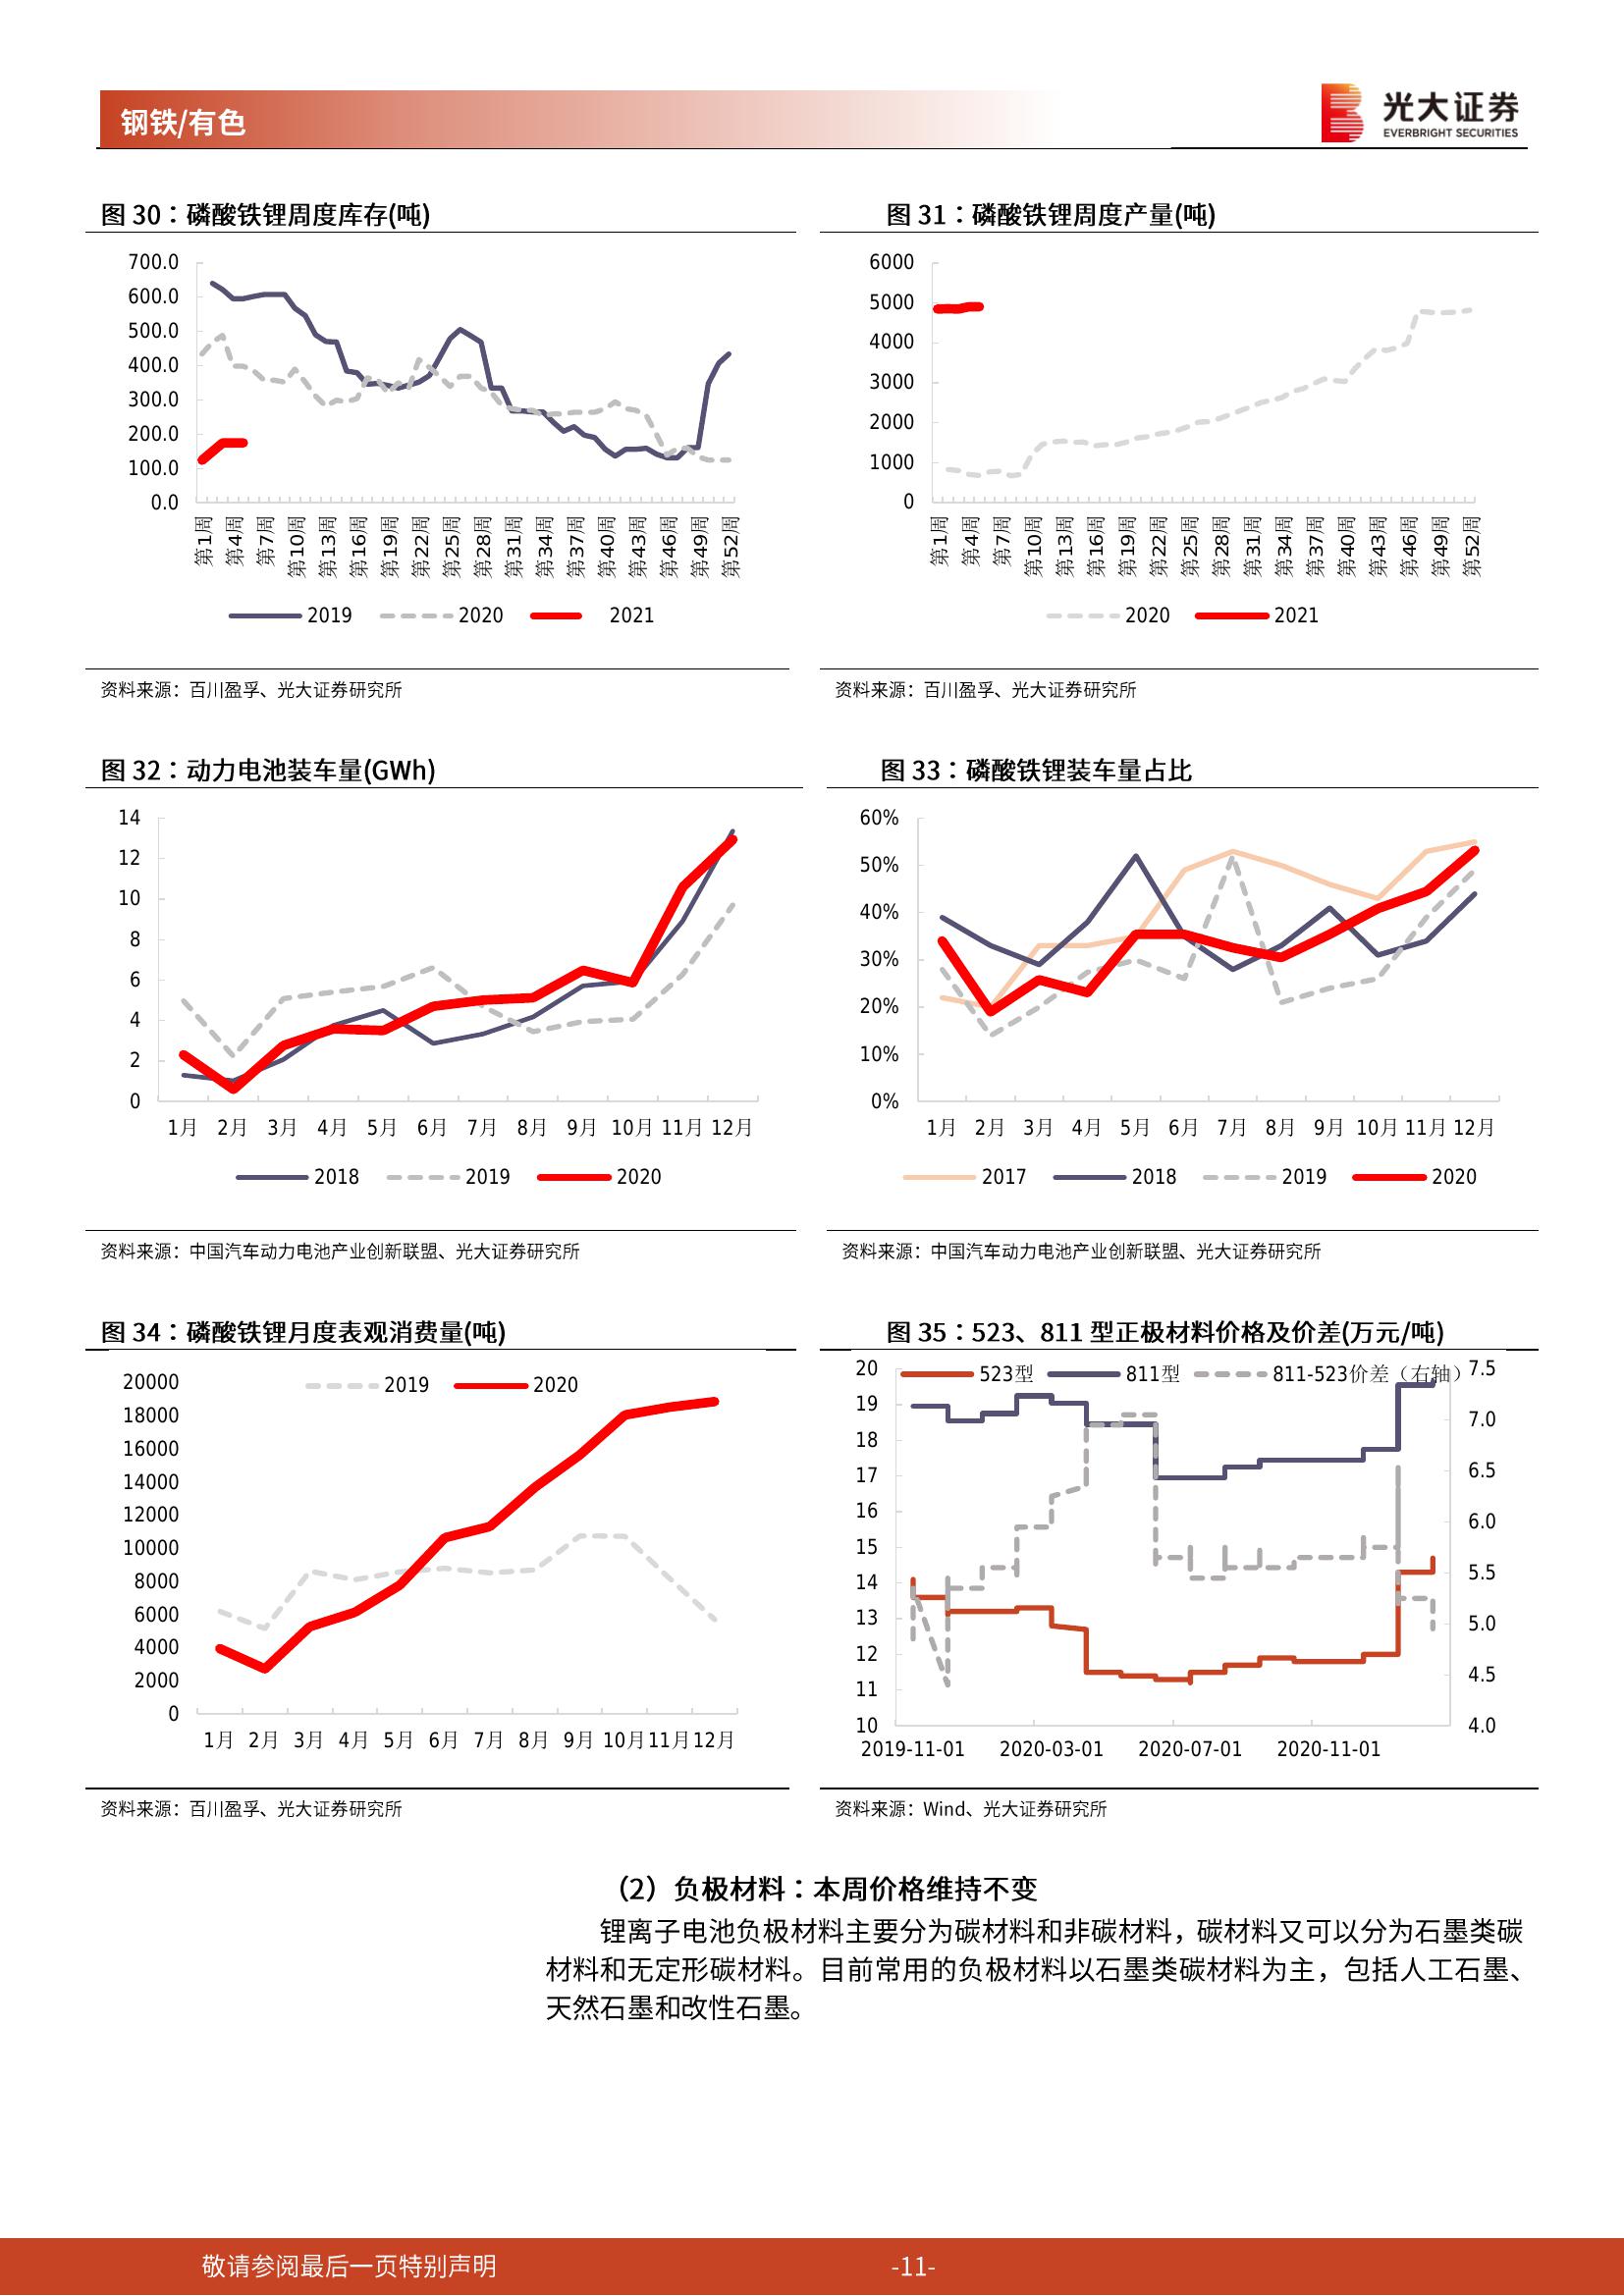 钢铁/有色
光大证券
EVERBRIGHT SECURITIES
图 30：磷酸铁锂周度库存(吨)
700.0
600.0
500.0
400.0
300.0
200.0
100.0
0.0
第1周 第4周 第7周 第10周 第13周 第16周 第19周 第22周 第25周 第28周 第31周 第34周 第37周 第40周 第43周 第46周 第49周 第52周
2019 2020 2021
资料来源：百川盈孚、光大证券研究所
图 31：磷酸铁锂周度产量(吨)
6000
5000
4000
3000
2000
1000
0
第1周 第4周 第7周 第10周 第13周 第16周 第19周 第22周 第25周 第28周 第31周 第34周 第37周 第40周 第43周 第46周 第49周 第52周
2020 2021
资料来源：百川盈孚、光大证券研究所
图 32：动力电池装车量(GWh)
14
12
10
8
6
4
2
0
1月 2月 3月 4月 5月 6月 7月 8月 9月 10月 11月 12月
2018 2019 2020
资料来源：中国汽车动力电池产业创新联盟、光大证券研究所
图 33：磷酸铁锂装车量占比
60%
50%
40%
30%
20%
10%
0%
1月 2月 3月 4月 5月 6月 7月 8月 9月 10月 11月 12月
2017 2018 2019 2020
资料来源：中国汽车动力电池产业创新联盟、光大证券研究所
图 34：磷酸铁锂月度表观消费量(吨)
2019 2020
20000
18000
16000
14000
12000
10000
8000
6000
4000
2000
0
1月 2月 3月 4月 5月 6月 7月 8月 9月 10月 11月 12月
资料来源：百川盈孚、光大证券研究所
图 35：523、811 型正极材料价格及价差(万元/吨)
523型 811型 811-523价差（右轴）
20
19
18
17
16
15
14
13
12
11
10
7.5
7.0
6.5
6.0
5.5
5.0
4.5
4.0
2019-11-01 2020-03-01 2020-07-01 2020-11-01
资料来源：Wind、光大证券研究所
（2）负极材料：本周价格维持不变
锂离子电池负极材料主要分为碳材料和非碳材料，碳材料又可以分为石墨类碳
材料和无定形碳材料。目前常用的负极材料以石墨类碳材料为主，包括人工石墨、
天然石墨和改性石墨。
敬请参阅最后一页特别声明
-11-